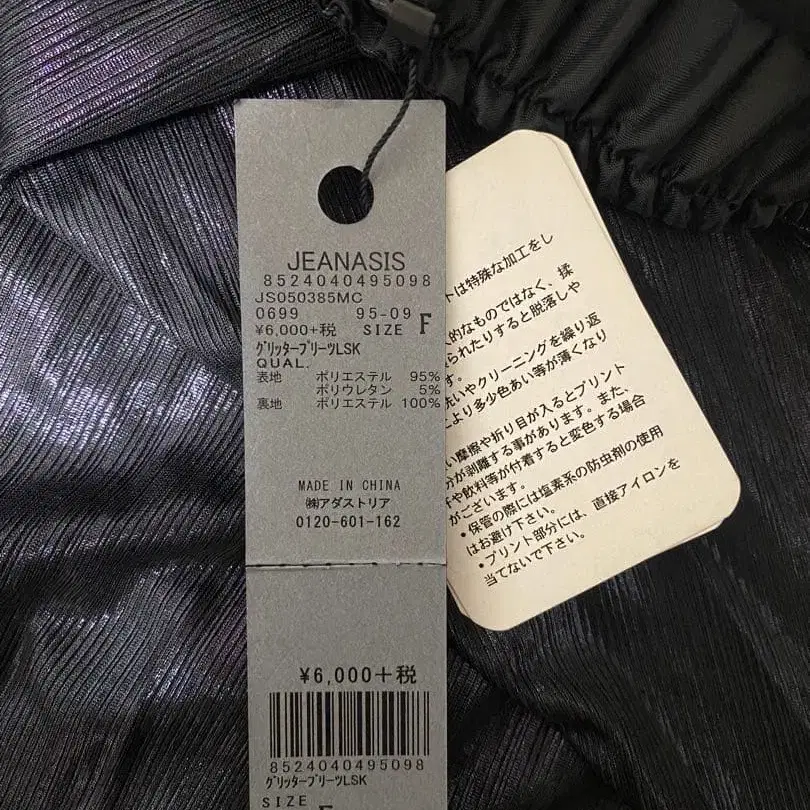 JEANASIS
8524040495098
JS050385MC
0699 95-09
¥6,000+税 SIZE F
ｸﾞﾘｯﾀｰﾌﾟﾘｰﾂLSK
QUAL.
表地 ポリエステル 95%
ポリウレタン 5%
裏地 ポリエステル 100%
MADE IN CHINA
㈱アダストリア
0120-601-162
¥6,000+税
8524040495098
ｸﾞﾘｯﾀｰﾌﾟﾘｰﾂLSK
SIZE
トは特殊な加工をし
的なものではなく、揉
られたりすると脱落しや
す。
洗いやクリーニングを繰り返
により多少色あい等が薄くなり
い摩擦や折り目が入るとプリント
分が剥離する事があります。また、
や飲料等が付着すると変色する場合
がございます。
・保管の際には塩素系の防虫剤の使用
はお避け下さい。
・プリント部分には、直接アイロンを
当てないで下さい。